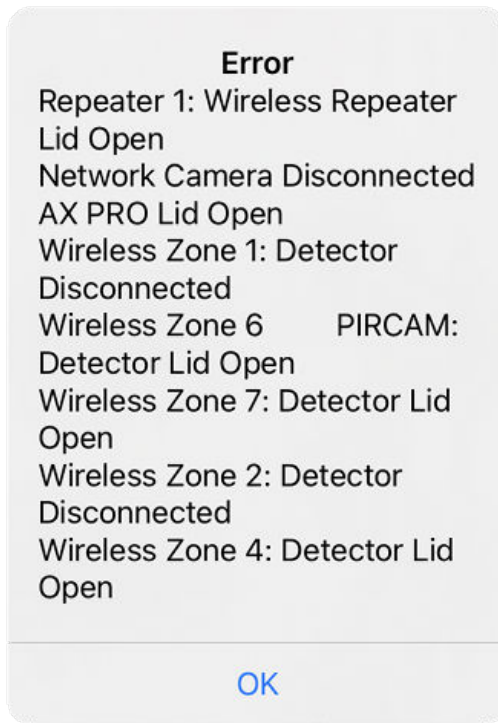 Error
Repeater 1: Wireless Repeater
Lid Open
Network Camera Disconnected
AX PRO Lid Open
Wireless Zone 1: Detector
Disconnected
Wireless Zone 6 PIRCAM:
Detector Lid Open
Wireless Zone 7: Detector Lid
Open
Wireless Zone 2: Detector
Disconnected
Wireless Zone 4: Detector Lid
Open
OK